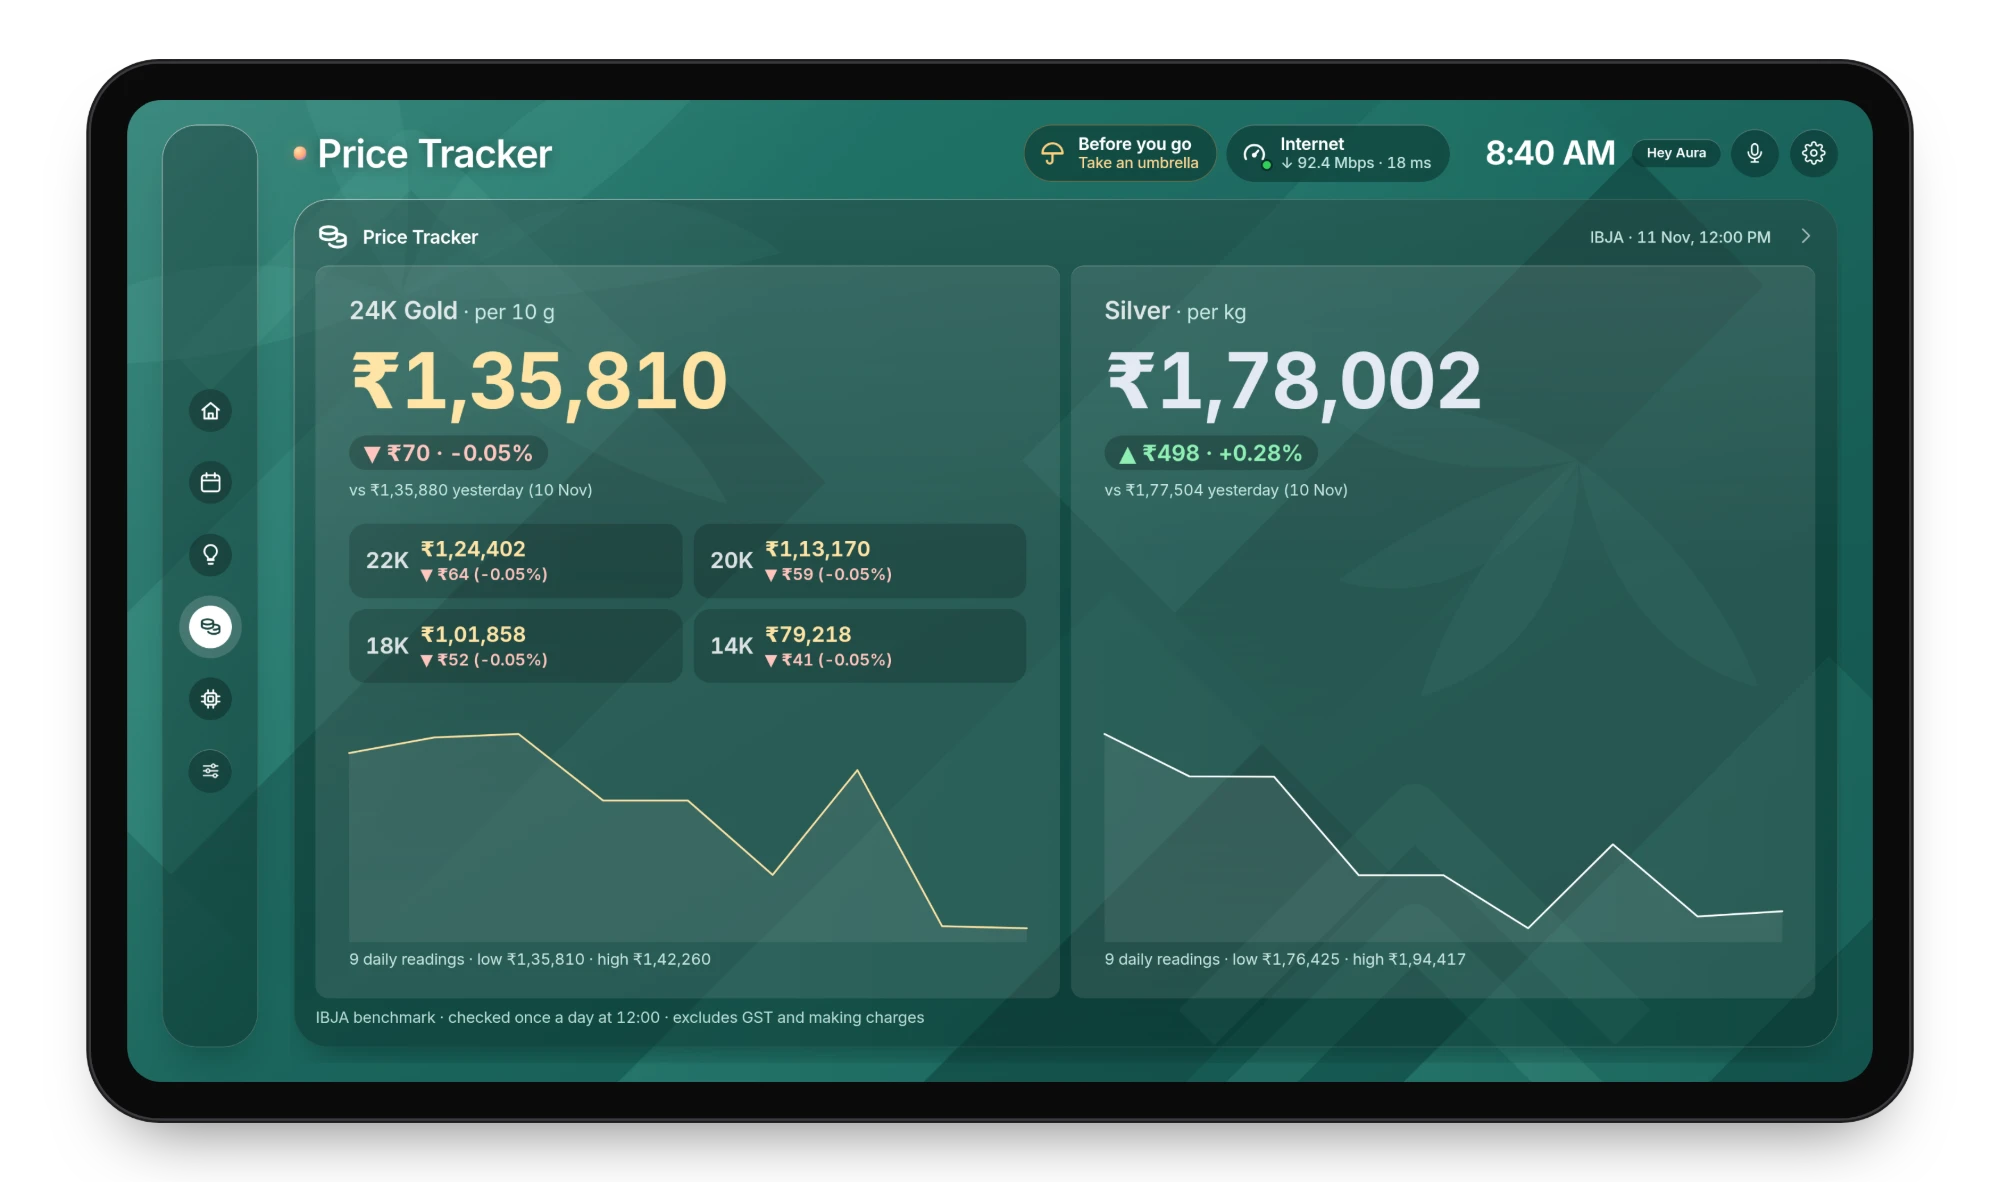 Price Tracker
Before you go
Take an umbrella
Internet
↓ 92.4 Mbps · 18 ms
8:40 AM
Hey Aura
Price Tracker
IBJA · 11 Nov, 12:00 PM
24K Gold · per 10 g
₹1,35,810
▼ ₹70 · -0.05%
vs ₹1,35,880 yesterday (10 Nov)
22K
₹1,24,402
▼ ₹64 (-0.05%)
20K
₹1,13,170
▼ ₹59 (-0.05%)
18K
₹1,01,858
▼ ₹52 (-0.05%)
14K
₹79,218
▼ ₹41 (-0.05%)
9 daily readings · low ₹1,35,810 · high ₹1,42,260
Silver · per kg
₹1,78,002
▲ ₹498 · +0.28%
vs ₹1,77,504 yesterday (10 Nov)
9 daily readings · low ₹1,76,425 · high ₹1,94,417
IBJA benchmark · checked once a day at 12:00 · excludes GST and making charges